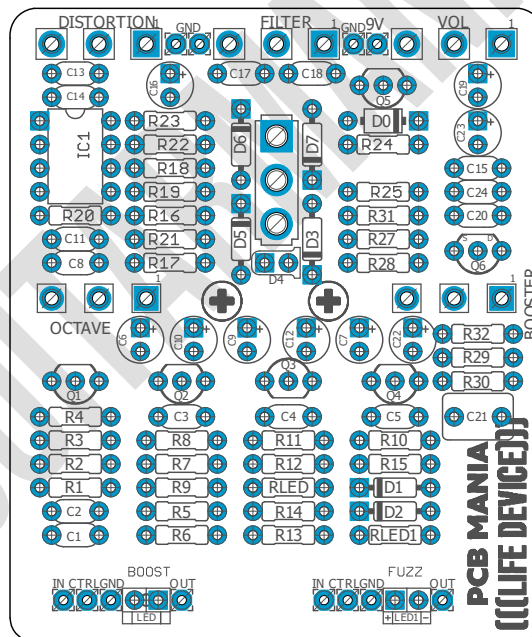 DISTORTION 1 GND FILTER 1 9V VOL 1
GND
C13 C16 C17 C18 Q5 C19
C14
IC1 R23 D6 D7 D0 C23
R22 R24
R18 C15
R19 R25 C24
R20 R16 R31 C20
C11 R21 D5 D3 R27
C8 R17 D4 R28 S D
Q6
1 1
OCTAVE BOOSTER
C6 C10 C9 C12 C7 C22 R32
R29
Q1 Q2 Q3 Q4 R30
R4 C3 C4 C5 C21
R3 R8 R11 R10
R2 R7 R12 R15
R1 R9 RLED D1
C2 R5 R14 D2
C1 R6 R13 RLED1
PCB MANIA
(((LIFE DEVICE)))
BOOST FUZZ
IN CTRL GND OUT IN CTRL GND OUT
LED + LED1 −